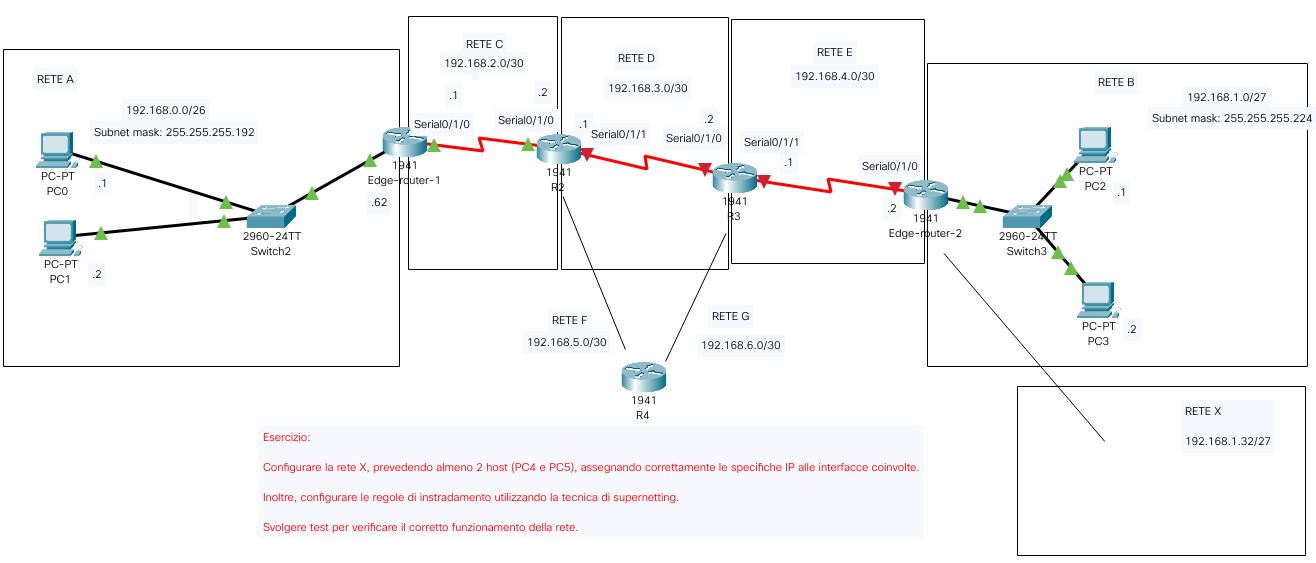 RETE A
192.168.0.0/26
Subnet mask: 255.255.255.192
PC-PT
PC0
.1
PC-PT
PC1
.2
2960-24TT
Switch2
1941
Edge-router-1
.62
RETE C
192.168.2.0/30
.1
.2
Serial0/1/0
Serial0/1/0
1941
R2
RETE D
192.168.3.0/30
.1
.2
Serial0/1/1
Serial0/1/0
1941
R3
RETE E
192.168.4.0/30
Serial0/1/1
.1
Serial0/1/0
.2
1941
Edge-router-2
RETE B
192.168.1.0/27
Subnet mask: 255.255.255.224
PC-PT
PC2
.1
2960-24TT
Switch3
PC-PT
PC3
.2
RETE F
192.168.5.0/30
RETE G
192.168.6.0/30
1941
R4
RETE X
192.168.1.32/27
Esercizio:
Configurare la rete X, prevedendo almeno 2 host (PC4 e PC5), assegnando correttamente le specifiche IP alle interfacce coinvolte.
Inoltre, configurare le regole di instradamento utilizzando la tecnica di supernetting.
Svolgere test per verificare il corretto funzionamento della rete.